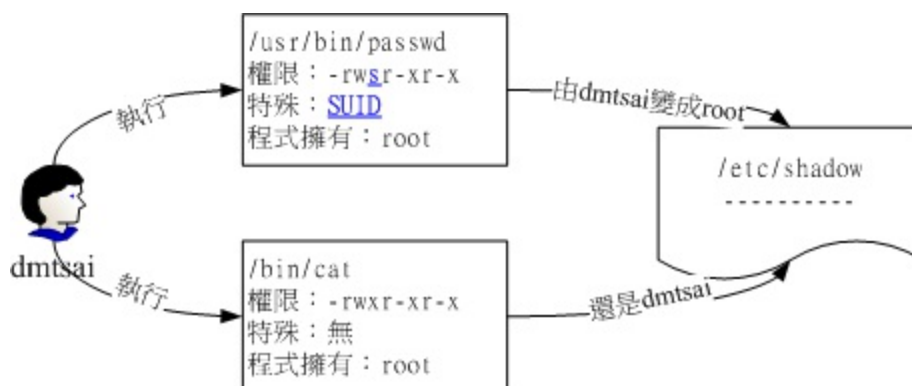 /usr/bin/passwd
權限：-rwsr-xr-x
特殊：SUID
程式擁有：root
執行
由dmtsai變成root
/etc/shadow
----------
dmtsai
執行
/bin/cat
權限：-rwxr-xr-x
特殊：無
程式擁有：root
還是dmtsai